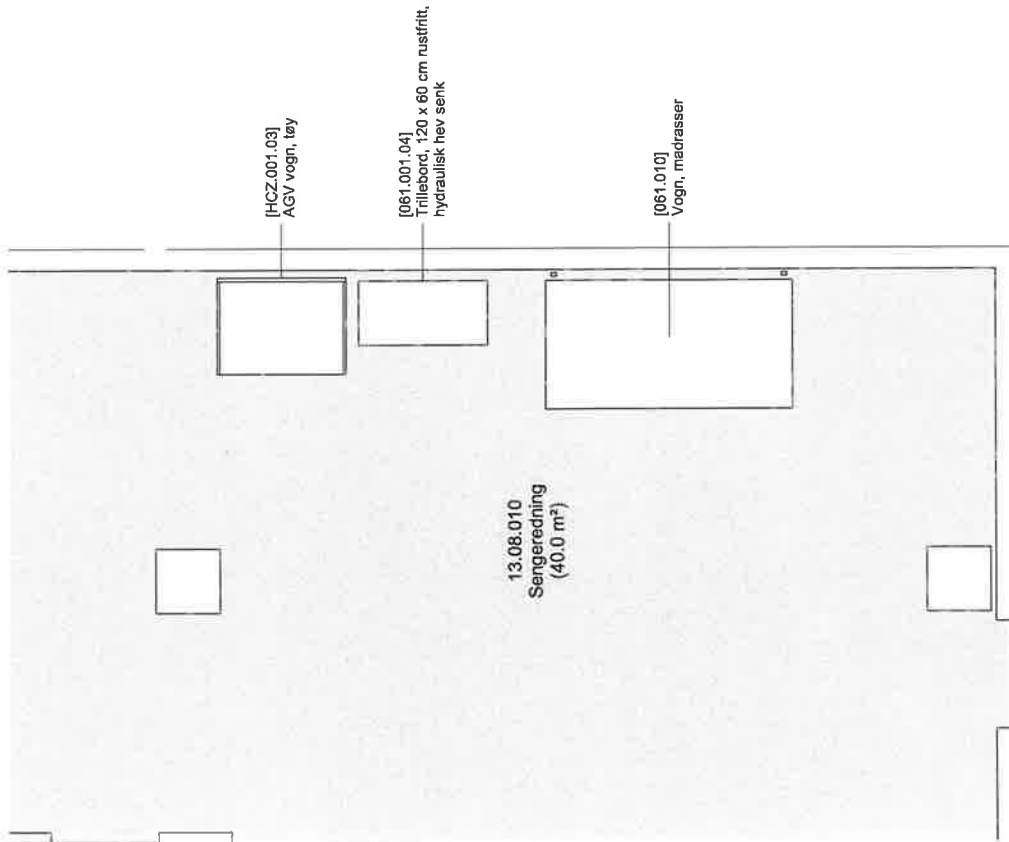 [HCZ.001.03]
AGV vogn, tøy
[061.001.04]
Trillebord, 120 x 60 cm rustfritt,
hydraulisk hev senk
[061.010]
Vogn, madrasser
13.08.010
Sengeredning
(40.0 m²)